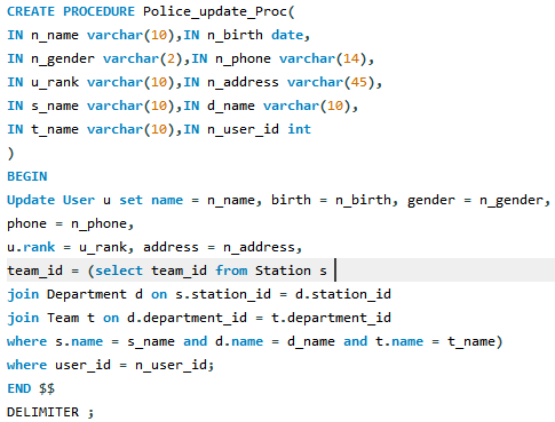 CREATE PROCEDURE Police_update_Proc(
IN n_name varchar(10),IN n_birth date,
IN n_gender varchar(2),IN n_phone varchar(14),
IN u_rank varchar(10),IN n_address varchar(45),
IN s_name varchar(10),IN d_name varchar(10),
IN t_name varchar(10),IN n_user_id int
)
BEGIN
Update User u set name = n_name, birth = n_birth, gender = n_gender,
phone = n_phone,
u.rank = u_rank, address = n_address,
team_id = (select team_id from Station s
join Department d on s.station_id = d.station_id
join Team t on d.department_id = t.department_id
where s.name = s_name and d.name = d_name and t.name = t_name)
where user_id = n_user_id;
END $$
DELIMITER ;